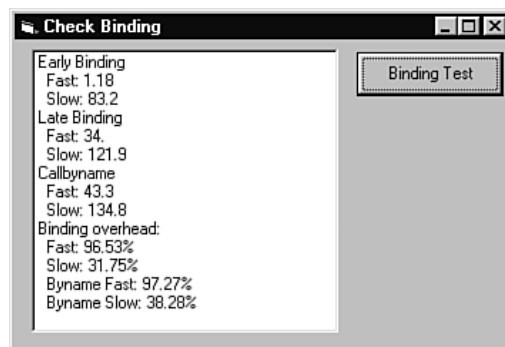 Check Binding
Early Binding
Fast: 1.18
Slow: 83.2
Late Binding
Fast: 34.
Slow: 121.9
Callbyname
Fast: 43.3
Slow: 134.8
Binding overhead:
Fast: 96.53%
Slow: 31.75%
Byname Fast: 97.27%
Byname Slow: 38.28%
Binding Test